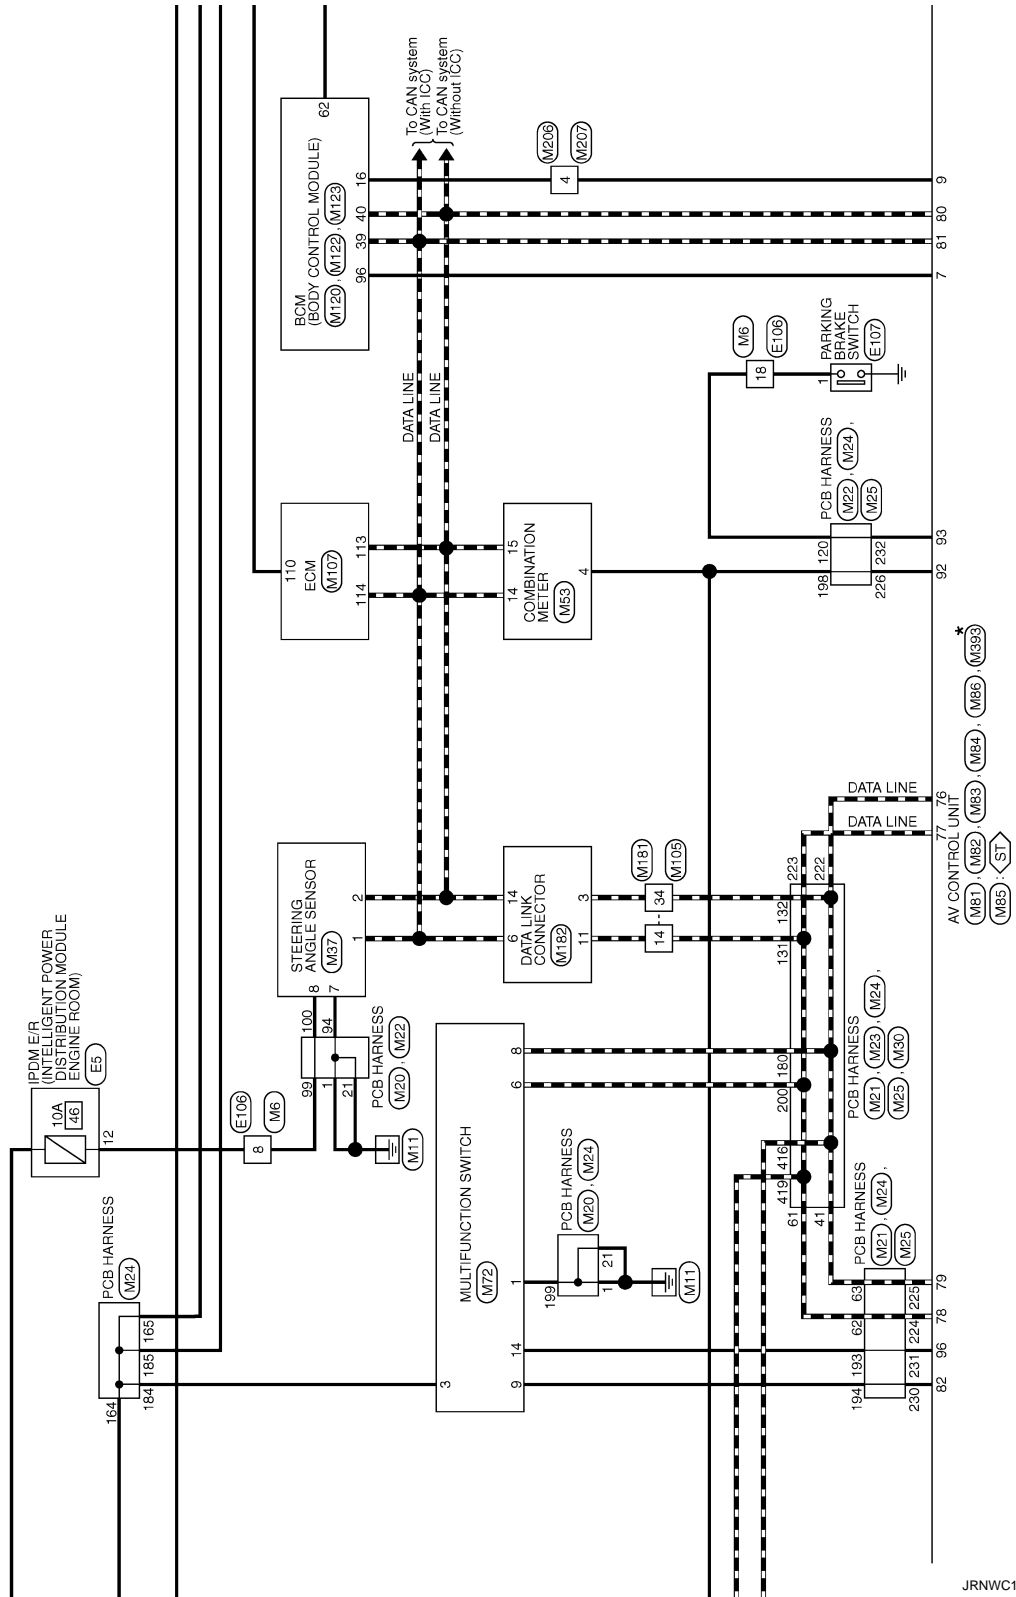 IPDM E/R
(INTELLIGENT POWER
DISTRIBUTION MODULE
ENGINE ROOM)
E5
10A
46
12
PCB HARNESS
M24
164
184
185
165
E106
M6
8
STEERING
ANGLE SENSOR
M37
8
7
1
2
100
94
99
1
21
PCB HARNESS
M20 , M22
M11
ECM
M107
110
114
113
BCM
(BODY CONTROL MODULE)
M120 , M122 , M123
62
96
39
40
16
To CAN system
(With ICC)
To CAN system
(Without ICC)
DATA LINE
DATA LINE
MULTIFUNCTION SWITCH
M72
3
9
14
1
6
8
199
1
21
PCB HARNESS
M20 , M24
M11
DATA LINK
CONNECTOR
M182
6
14
11
3
14
34
M181
M105
COMBINATION
METER
M53
14
15
4
M206
M207
4
M6
E106
18
PARKING
BRAKE
SWITCH
E107
1
PCB HARNESS
M22 , M24 ,
M25
198
120
226
232
131
132
223
222
200
180
419
416
61
41
PCB HARNESS
M21 , M23 , M24 ,
M25 , M30
PCB HARNESS
M21 , M24 ,
M25
194
193
62
63
230
231
224
225
DATA LINE
DATA LINE
82
96
78
79
77
76
92
93
7
81
80
9
AV CONTROL UNIT
M81 , M82 , M83 , M84 , M86 , M393 *
M85 : ST
JRNWC1